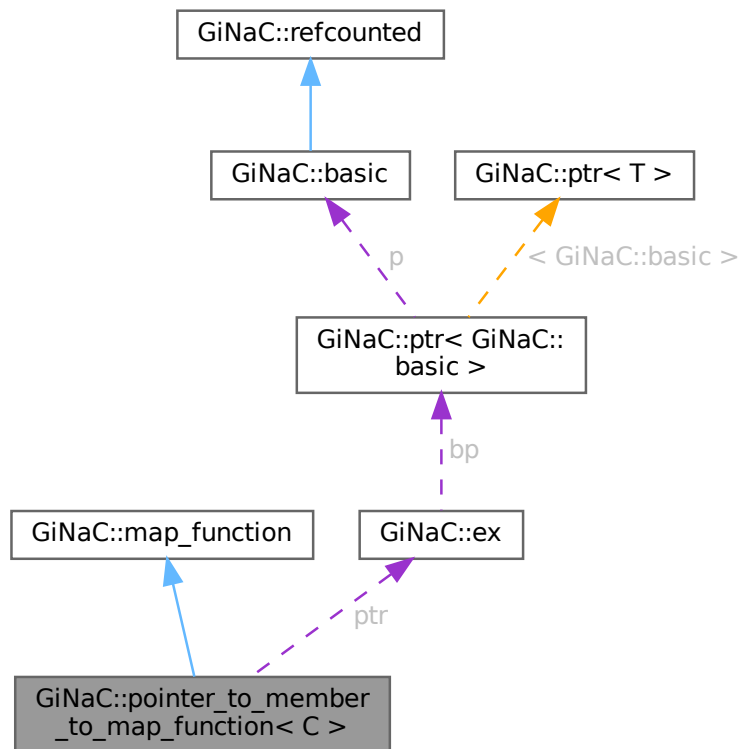 GiNaC::refcounted
GiNaC::basic
GiNaC::ptr< T >
p
< GiNaC::basic >
GiNaC::ptr< GiNaC::
basic >
bp
GiNaC::map_function
GiNaC::ex
ptr
GiNaC::pointer_to_member
_to_map_function< C >